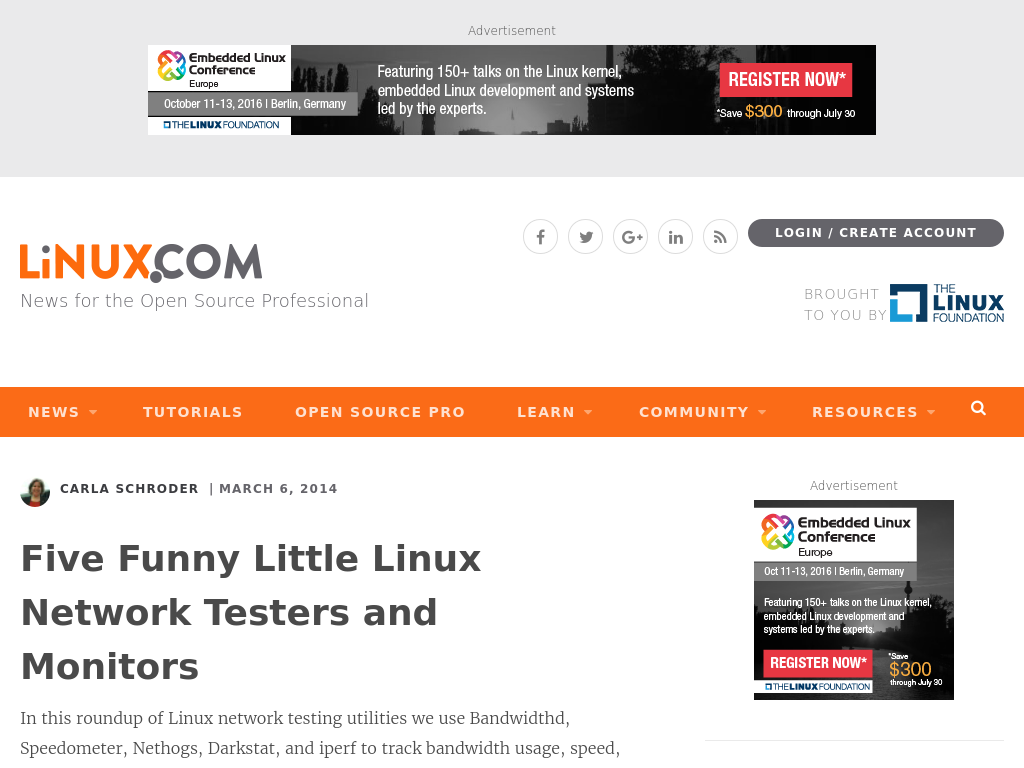 Advertisement
Embedded Linux
Conference
Europe
October 11-13, 2016 | Berlin, Germany
THE LINUX FOUNDATION
Featuring 150+ talks on the Linux kernel,
embedded Linux development and systems
led by the experts.
REGISTER NOW*
*Save $300 through July 30
LiNUX.COM
News for the Open Source Professional
LOGIN / CREATE ACCOUNT
BROUGHT
TO YOU BY
THE
LINUX
FOUNDATION
NEWS TUTORIALS OPEN SOURCE PRO LEARN COMMUNITY RESOURCES
CARLA SCHRODER | MARCH 6, 2014
Five Funny Little Linux
Network Testers and
Monitors
In this roundup of Linux network testing utilities we use Bandwidthd,
Speedometer, Nethogs, Darkstat, and iperf to track bandwidth usage, speed,
Advertisement
Embedded Linux
Conference
Europe
Oct 11-13, 2016 | Berlin, Germany
Featuring 150+ talks on the Linux kernel,
embedded Linux development and
systems led by the experts.
REGISTER NOW*
*Save
$300
through July 30
THE LINUX FOUNDATION